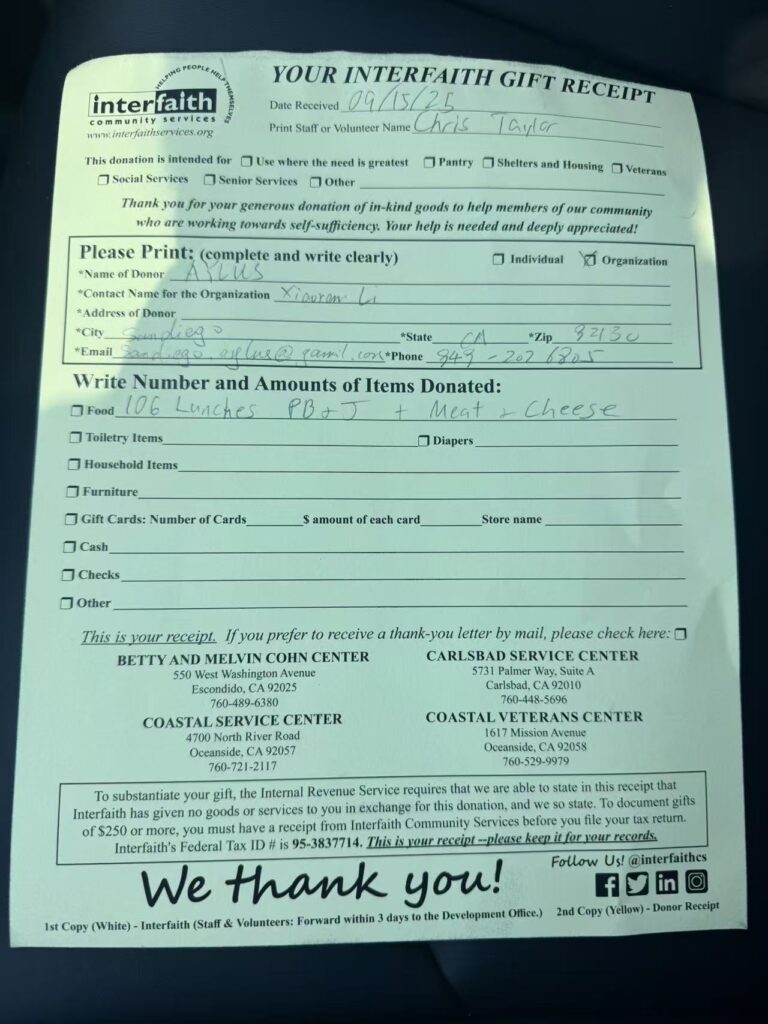 HELPING PEOPLE HELP THEMSELVES
interfaith
community services
www.interfaithservices.org
YOUR INTERFAITH GIFT RECEIPT
Date Received 09/15/25
Print Staff or Volunteer Name Chris Taylor
This donation is intended for ☐ Use where the need is greatest ☐ Pantry ☐ Shelters and Housing ☐ Veterans
☐ Social Services ☐ Senior Services ☐ Other
Thank you for your generous donation of in-kind goods to help members of our community
who are working towards self-sufficiency. Your help is needed and deeply appreciated!
Please Print: (complete and write clearly) ☐ Individual ☑ Organization
*Name of Donor AYLUS
*Contact Name for the Organization Xiaoran Li
*Address of Donor
*City Sandiego *State CA *Zip 92130
*Email Sandiego.aylus@gamil.com *Phone 949-202 6805
Write Number and Amounts of Items Donated:
☐ Food 106 Lunches PB & J + Meat & Cheese
☐ Toiletry Items ☐ Diapers
☐ Household Items
☐ Furniture
☐ Gift Cards: Number of Cards $ amount of each card Store name
☐ Cash
☐ Checks
☐ Other
This is your receipt. If you prefer to receive a thank-you letter by mail, please check here: ☐
BETTY AND MELVIN COHN CENTER
550 West Washington Avenue
Escondido, CA 92025
760-489-6380
CARLSBAD SERVICE CENTER
5731 Palmer Way, Suite A
Carlsbad, CA 92010
760-448-5696
COASTAL SERVICE CENTER
4700 North River Road
Oceanside, CA 92057
760-721-2117
COASTAL VETERANS CENTER
1617 Mission Avenue
Oceanside, CA 92058
760-529-9979
To substantiate your gift, the Internal Revenue Service requires that we are able to state in this receipt that
Interfaith has given no goods or services to you in exchange for this donation, and we so state. To document gifts
of $250 or more, you must have a receipt from Interfaith Community Services before you file your tax return.
Interfaith's Federal Tax ID # is 95-3837714. This is your receipt --please keep it for your records.
We thank you!
Follow Us! @interfaithcs
1st Copy (White) - Interfaith (Staff & Volunteers: Forward within 3 days to the Development Office.) 2nd Copy (Yellow) - Donor Receipt